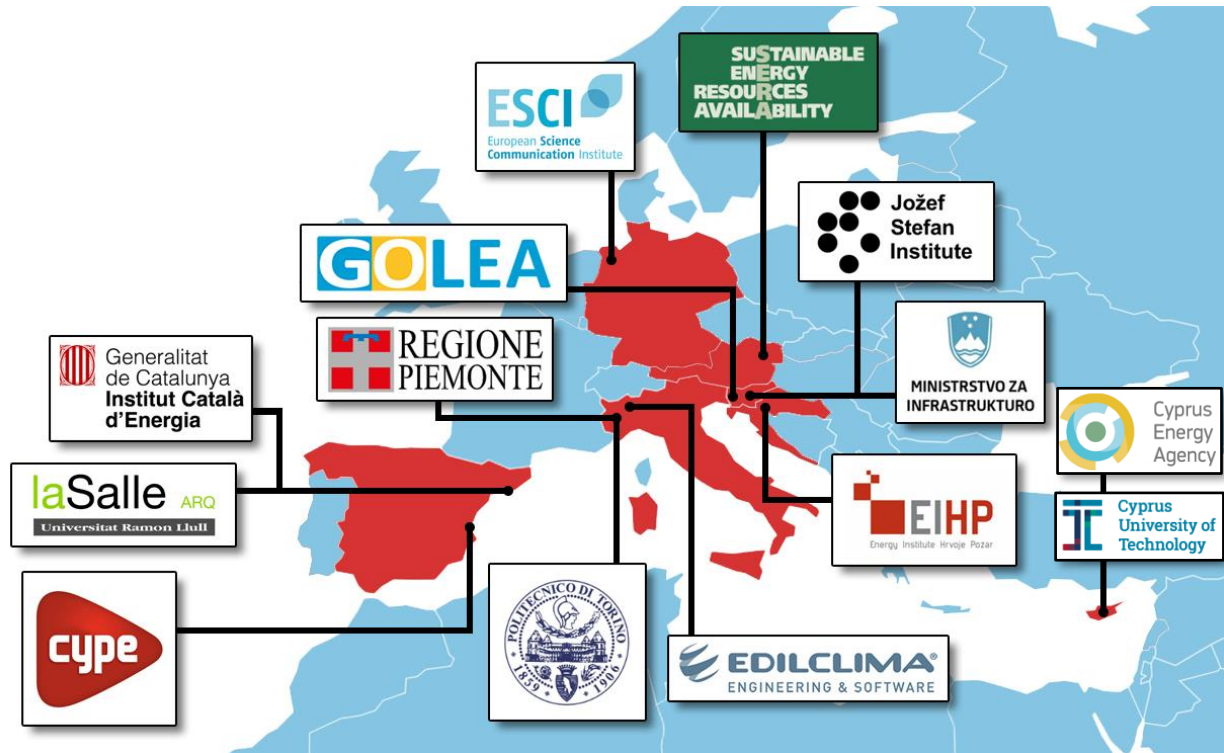 SUSTAINABLE
ENERGY
RESOURCES
AVAILABILITY
ESCI
European Science
Communication Institute
Jožef
Stefan
Institute
GOLEA
REGIONE
PIEMONTE
MINISTRSTVO ZA
INFRASTRUKTURO
Generalitat
de Catalunya
Institut Català
d'Energia
Cyprus
Energy
Agency
laSalle ARQ
Universitat Ramon Llull
EIHP
Energy Institute Hrvoje Pozar
Cyprus
University of
Technology
cype
POLITECNICO DI TORINO
1859
1906
EDILCLIMA®
ENGINEERING & SOFTWARE